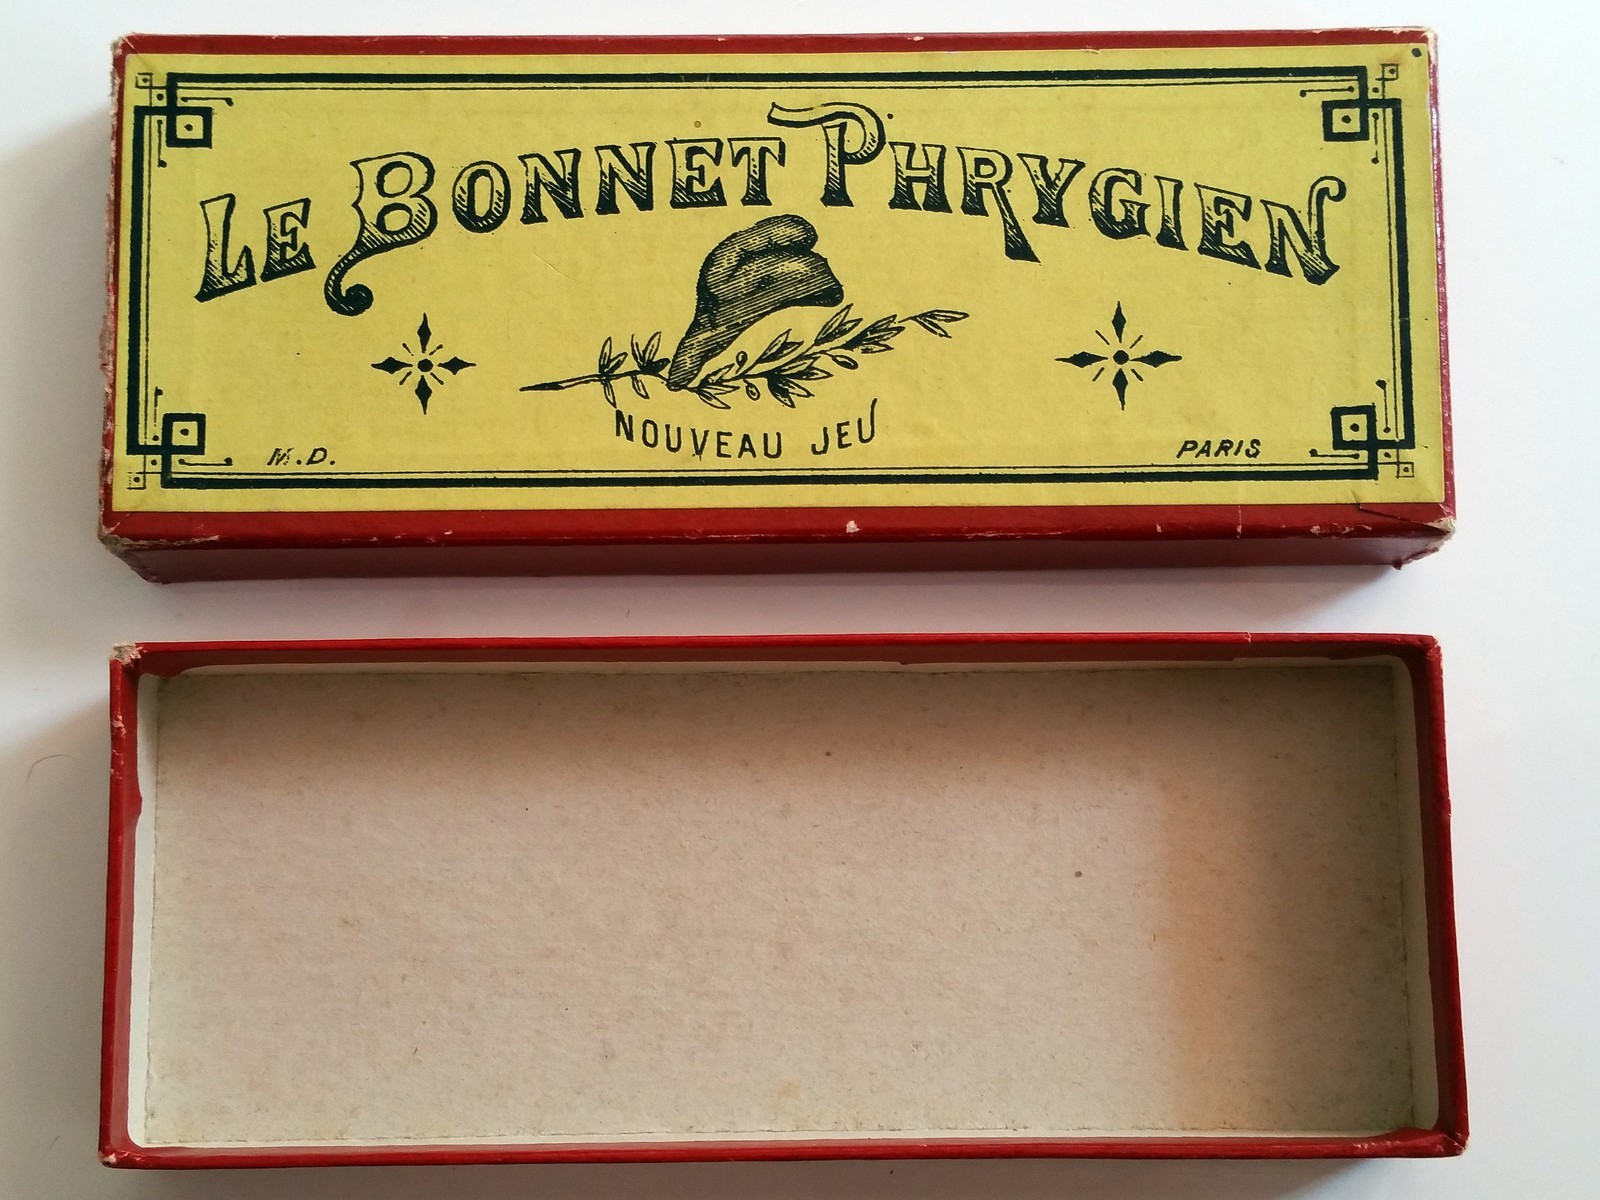 LE BONNET PHRYGIEN
NOUVEAU JEU
M.D.
PARIS